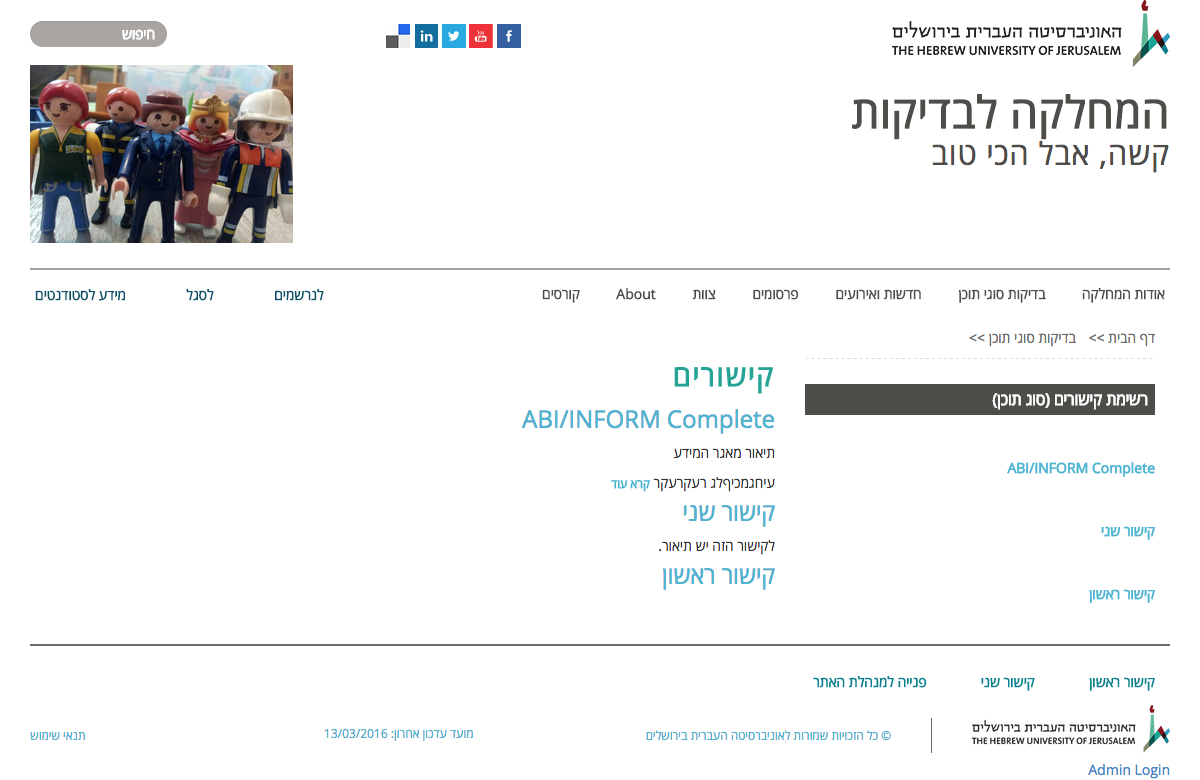 האוניברסיטה העברית בירושלים
THE HEBREW UNIVERSITY OF JERUSALEM
חיפוש
המחלקה לבדיקות
קשה, אבל הכי טוב
אודות המחלקה
בדיקות סוגי תוכן
חדשות ואירועים
פרסומים
צוות
About
קורסים
לנרשמים
לסגל
מידע לסטודנטים
דף הבית >> בדיקות סוגי תוכן >>
רשימת קישורים (סוג תוכן)
ABI/INFORM Complete
קישור שני
קישור ראשון
קישורים
ABI/INFORM Complete
תיאור מאגר המידע
עיחגמכיףלג רעקרעקר קרא עוד
קישור שני
לקישור הזה יש תיאור.
קישור ראשון
קישור ראשון
קישור שני
פנייה למנהלת האתר
האוניברסיטה העברית בירושלים
THE HEBREW UNIVERSITY OF JERUSALEM
© כל הזכויות שמורות לאוניברסיטה העברית בירושלים
מועד עדכון אחרון: 13/03/2016
תנאי שימוש
Admin Login